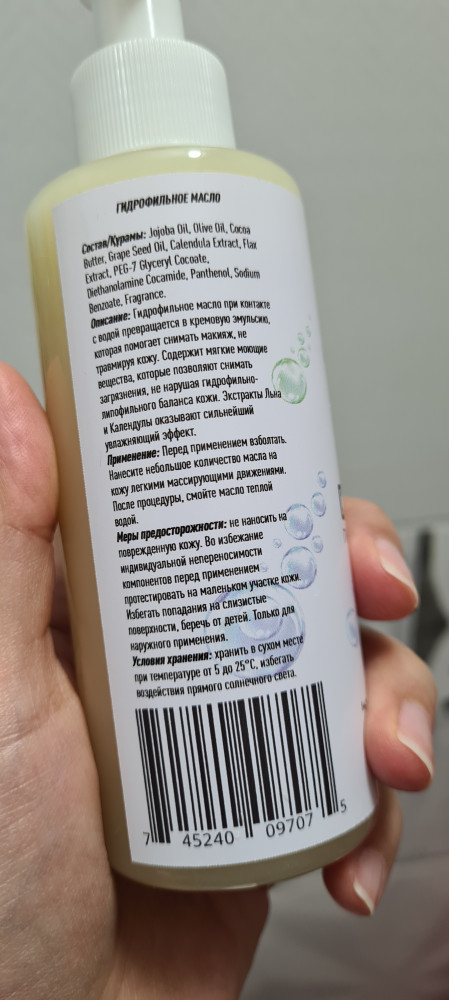 ГИДРОФИЛЬНОЕ МАСЛО
Состав/Курамы: Jojoba Oil, Olive Oil, Cocoa
Butter, Grape Seed Oil, Calendula Extract, Flax
Extract, PEG-7 Glyceryl Cocoate,
Diethanolamine Cocamide, Panthenol, Sodium
Benzoate, Fragrance.
Описание: Гидрофильное масло при контакте
с водой превращается в кремовую эмульсию,
которая помогает снимать макияж, не
травмируя кожу. Содержит мягкие моющие
вещества, которые позволяют снимать
загрязнения, не нарушая гидрофильно-
липофильного баланса кожи. Экстракты Льна
и Календулы оказывают сильнейший
увлажняющий эффект.
Применение: Перед применением взболтать.
Нанесите небольшое количество масла на
кожу легкими массирующими движениями.
После процедуры, смойте масло теплой
водой.
Меры предосторожности: не наносить на
поврежденную кожу. Во избежание
индивидуальной непереносимости
компонентов перед применением
протестировать на маленьком участке кожи.
Избегать попадания на слизистые
поверхности, беречь от детей. Только для
наружного применения.
Условия хранения: хранить в сухом месте
при температуре от 5 до 25°С, избегать
воздействия прямого солнечного света.
7 45240 09707 5